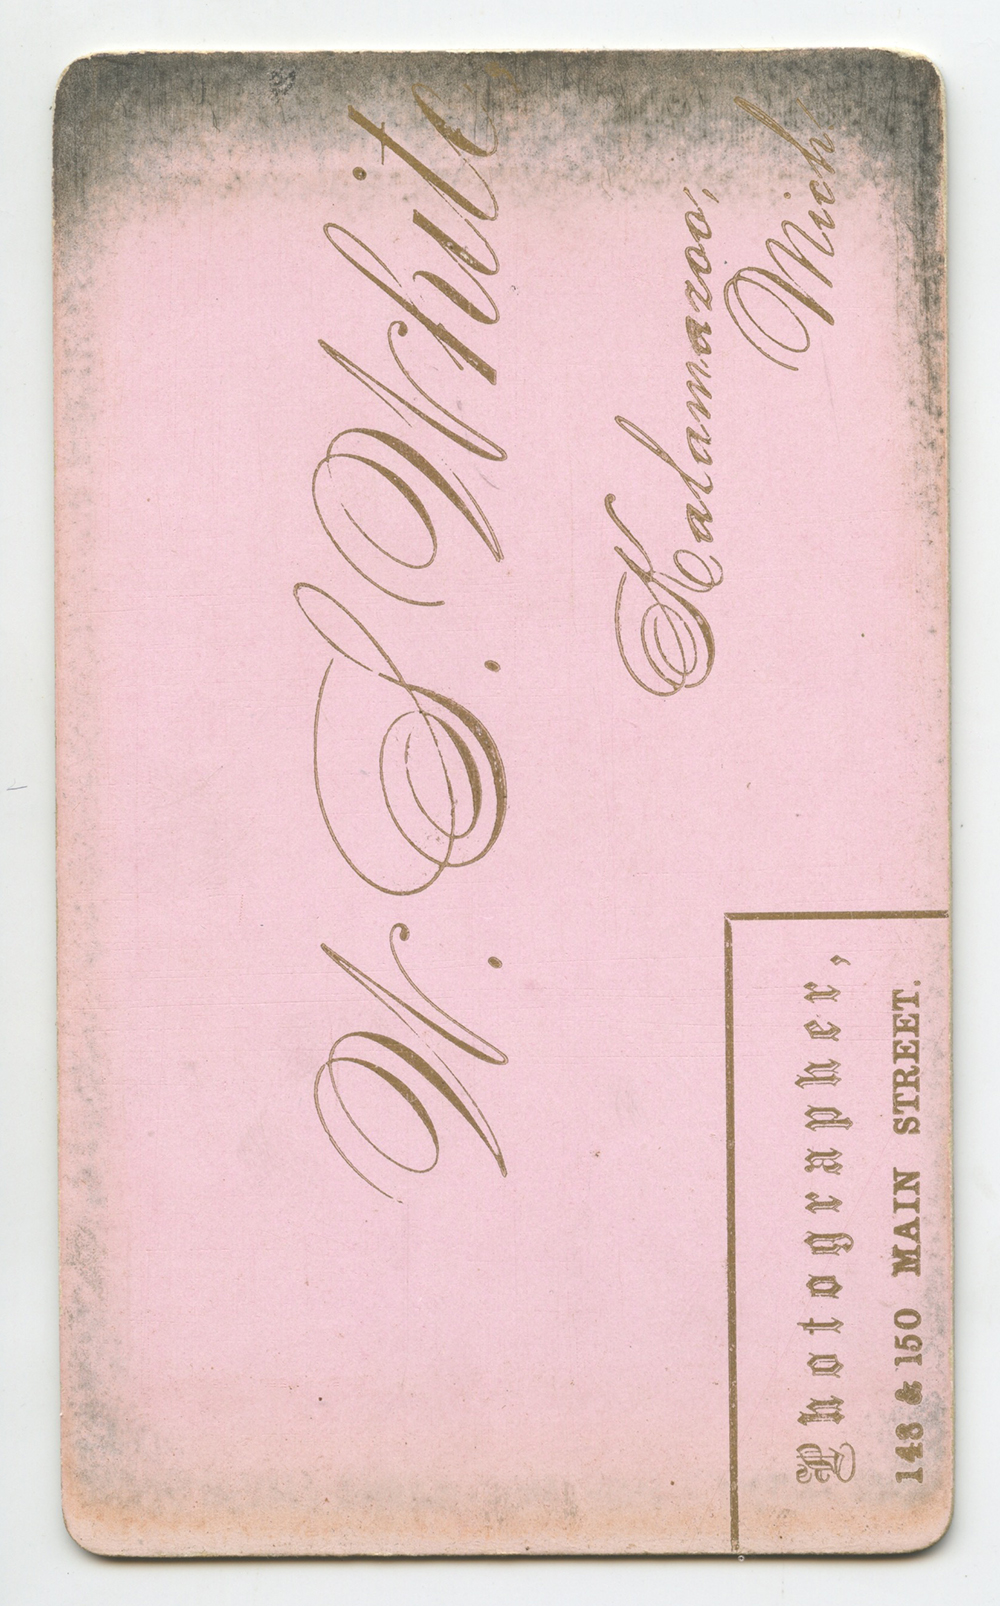 W. S. White,
Kalamazoo,
Mich
Photographer,
148 & 150 MAIN STREET.